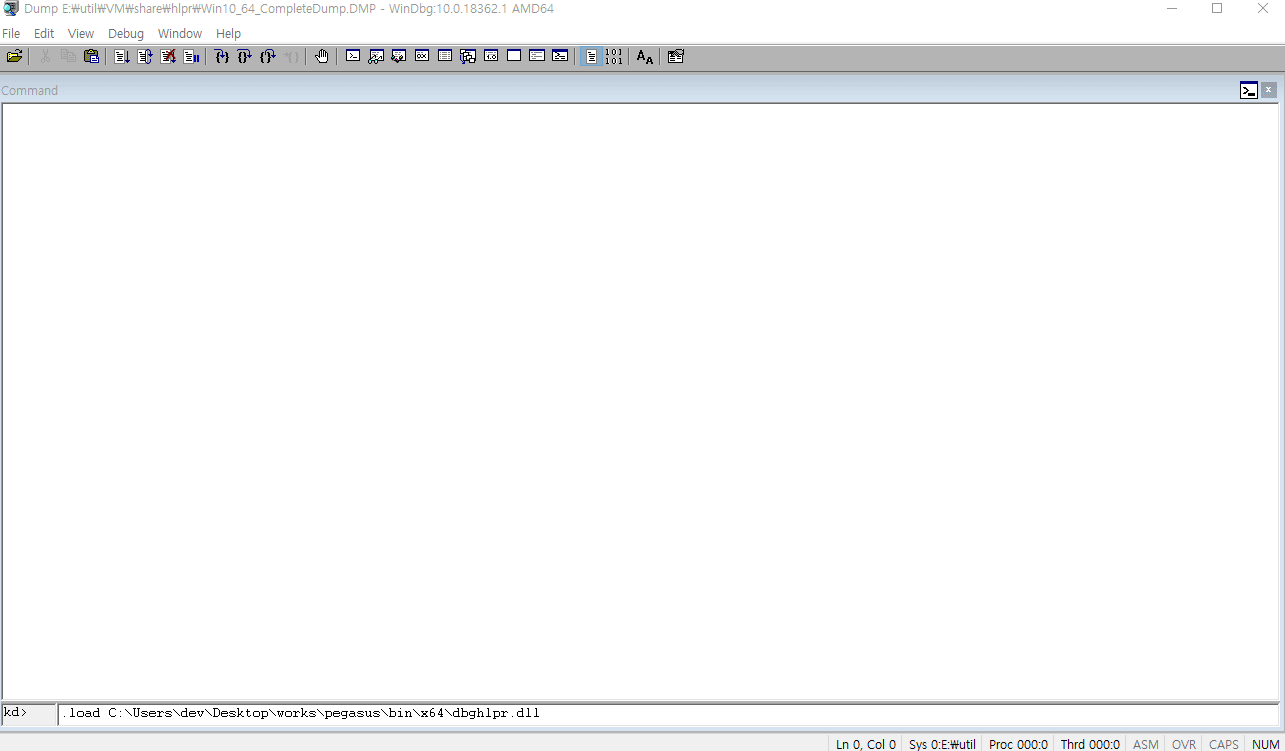 Dump E:₩util₩VM₩share₩hlpr₩Win10_64_CompleteDump.DMP - WinDbg:10.0.18362.1 AMD64
File Edit View Debug Window Help
Command
kd> .load C:\Users\dev\Desktop\works\pegasus\bin\x64\dbghlpr.dll
Ln 0, Col 0 Sys 0:E:₩util Proc 000:0 Thrd 000:0 ASM OVR CAPS NUM